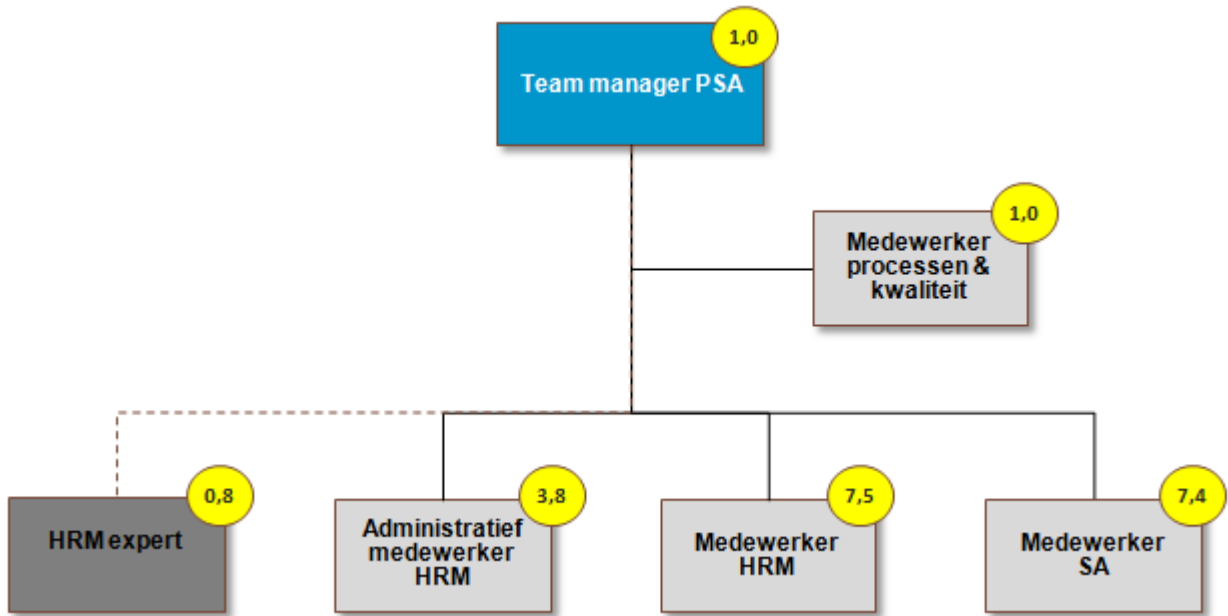 1,0
Team manager PSA
1,0
Medewerker
processen &
kwaliteit
0,8
HRM expert
3,8
Administratief
medewerker
HRM
7,5
Medewerker
HRM
7,4
Medewerker
SA